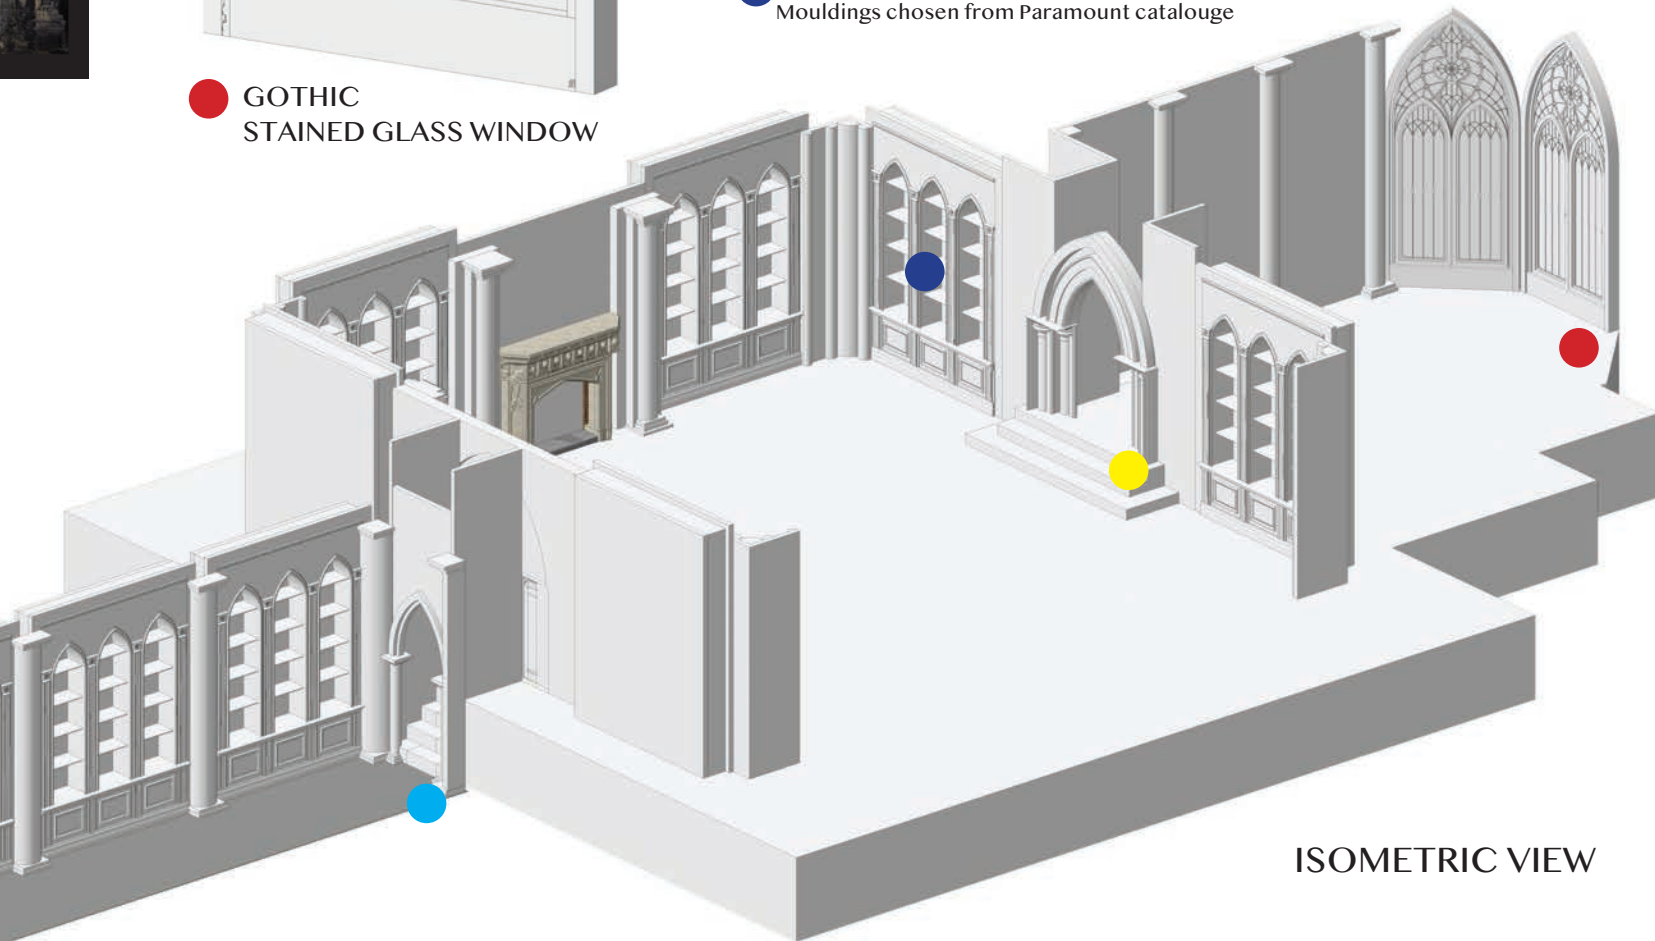 Mouldings chosen from Paramount catalouge
GOTHIC
STAINED GLASS WINDOW
ISOMETRIC VIEW